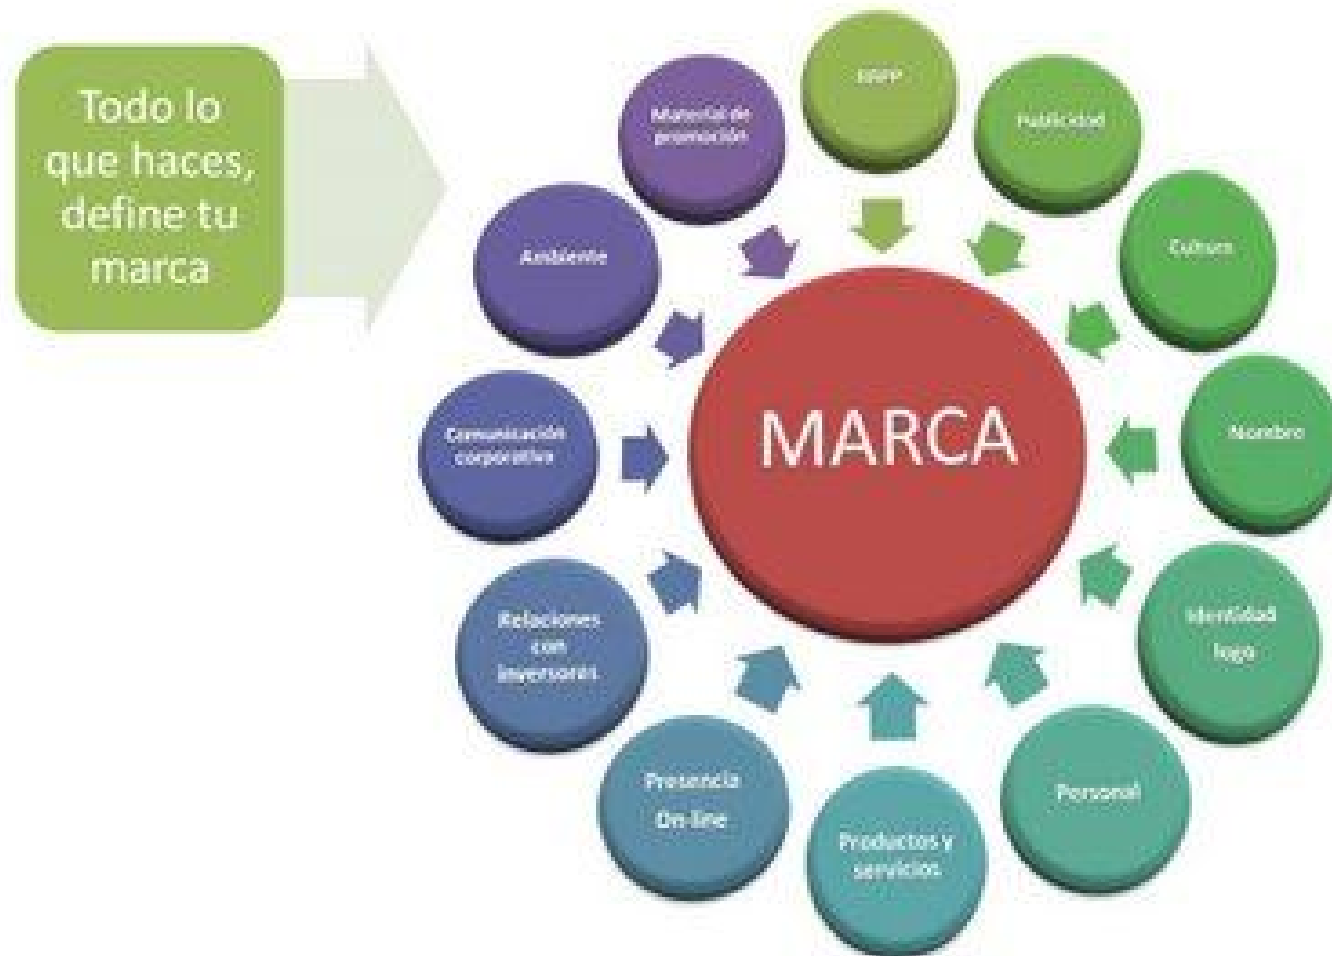 Todo lo
que haces,
define tu
marca
RRPP
Publicidad
Cultura
Nombre
Identidad
logo
Personal
Productos y
servicios
Presencia
On-line
Relaciones
con
inversores
Comunicación
corporativa
Ambiente
Material de
promoción
MARCA